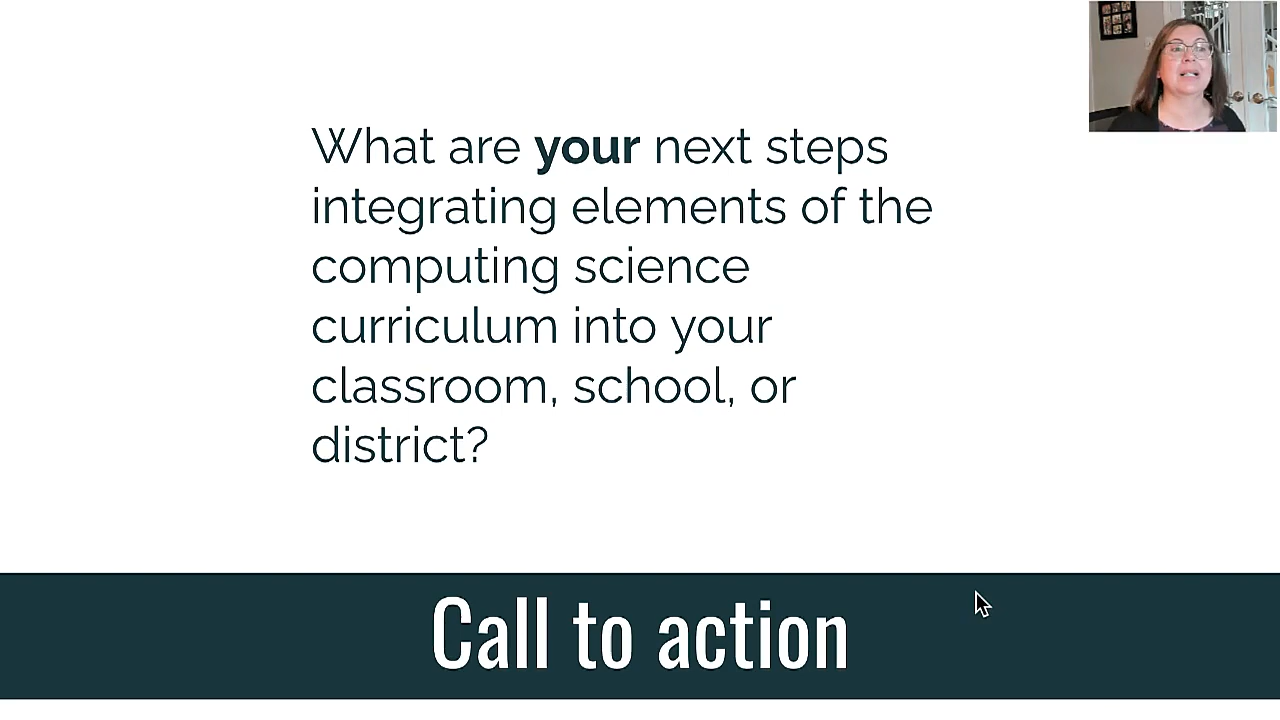 What are your next steps
integrating elements of the
computing science
curriculum into your
classroom, school, or
district?
Call to action